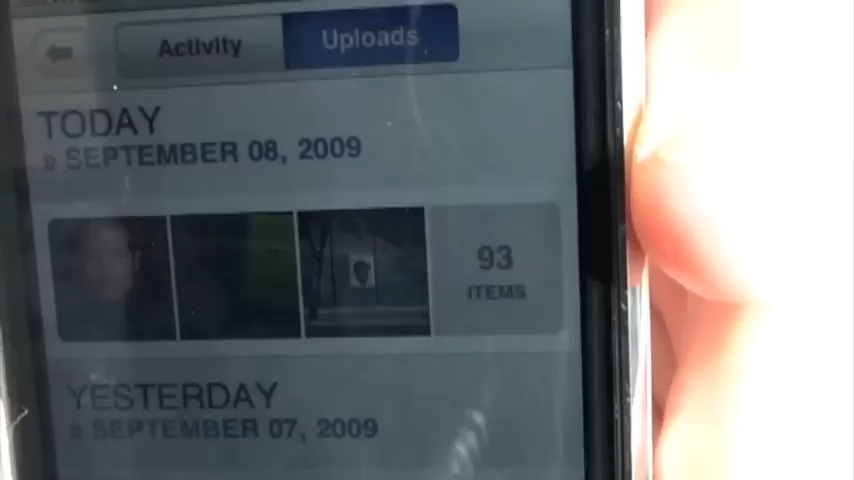 Activity Uploads
TODAY
» SEPTEMBER 08, 2009
93
ITEMS
YESTERDAY
» SEPTEMBER 07, 2009